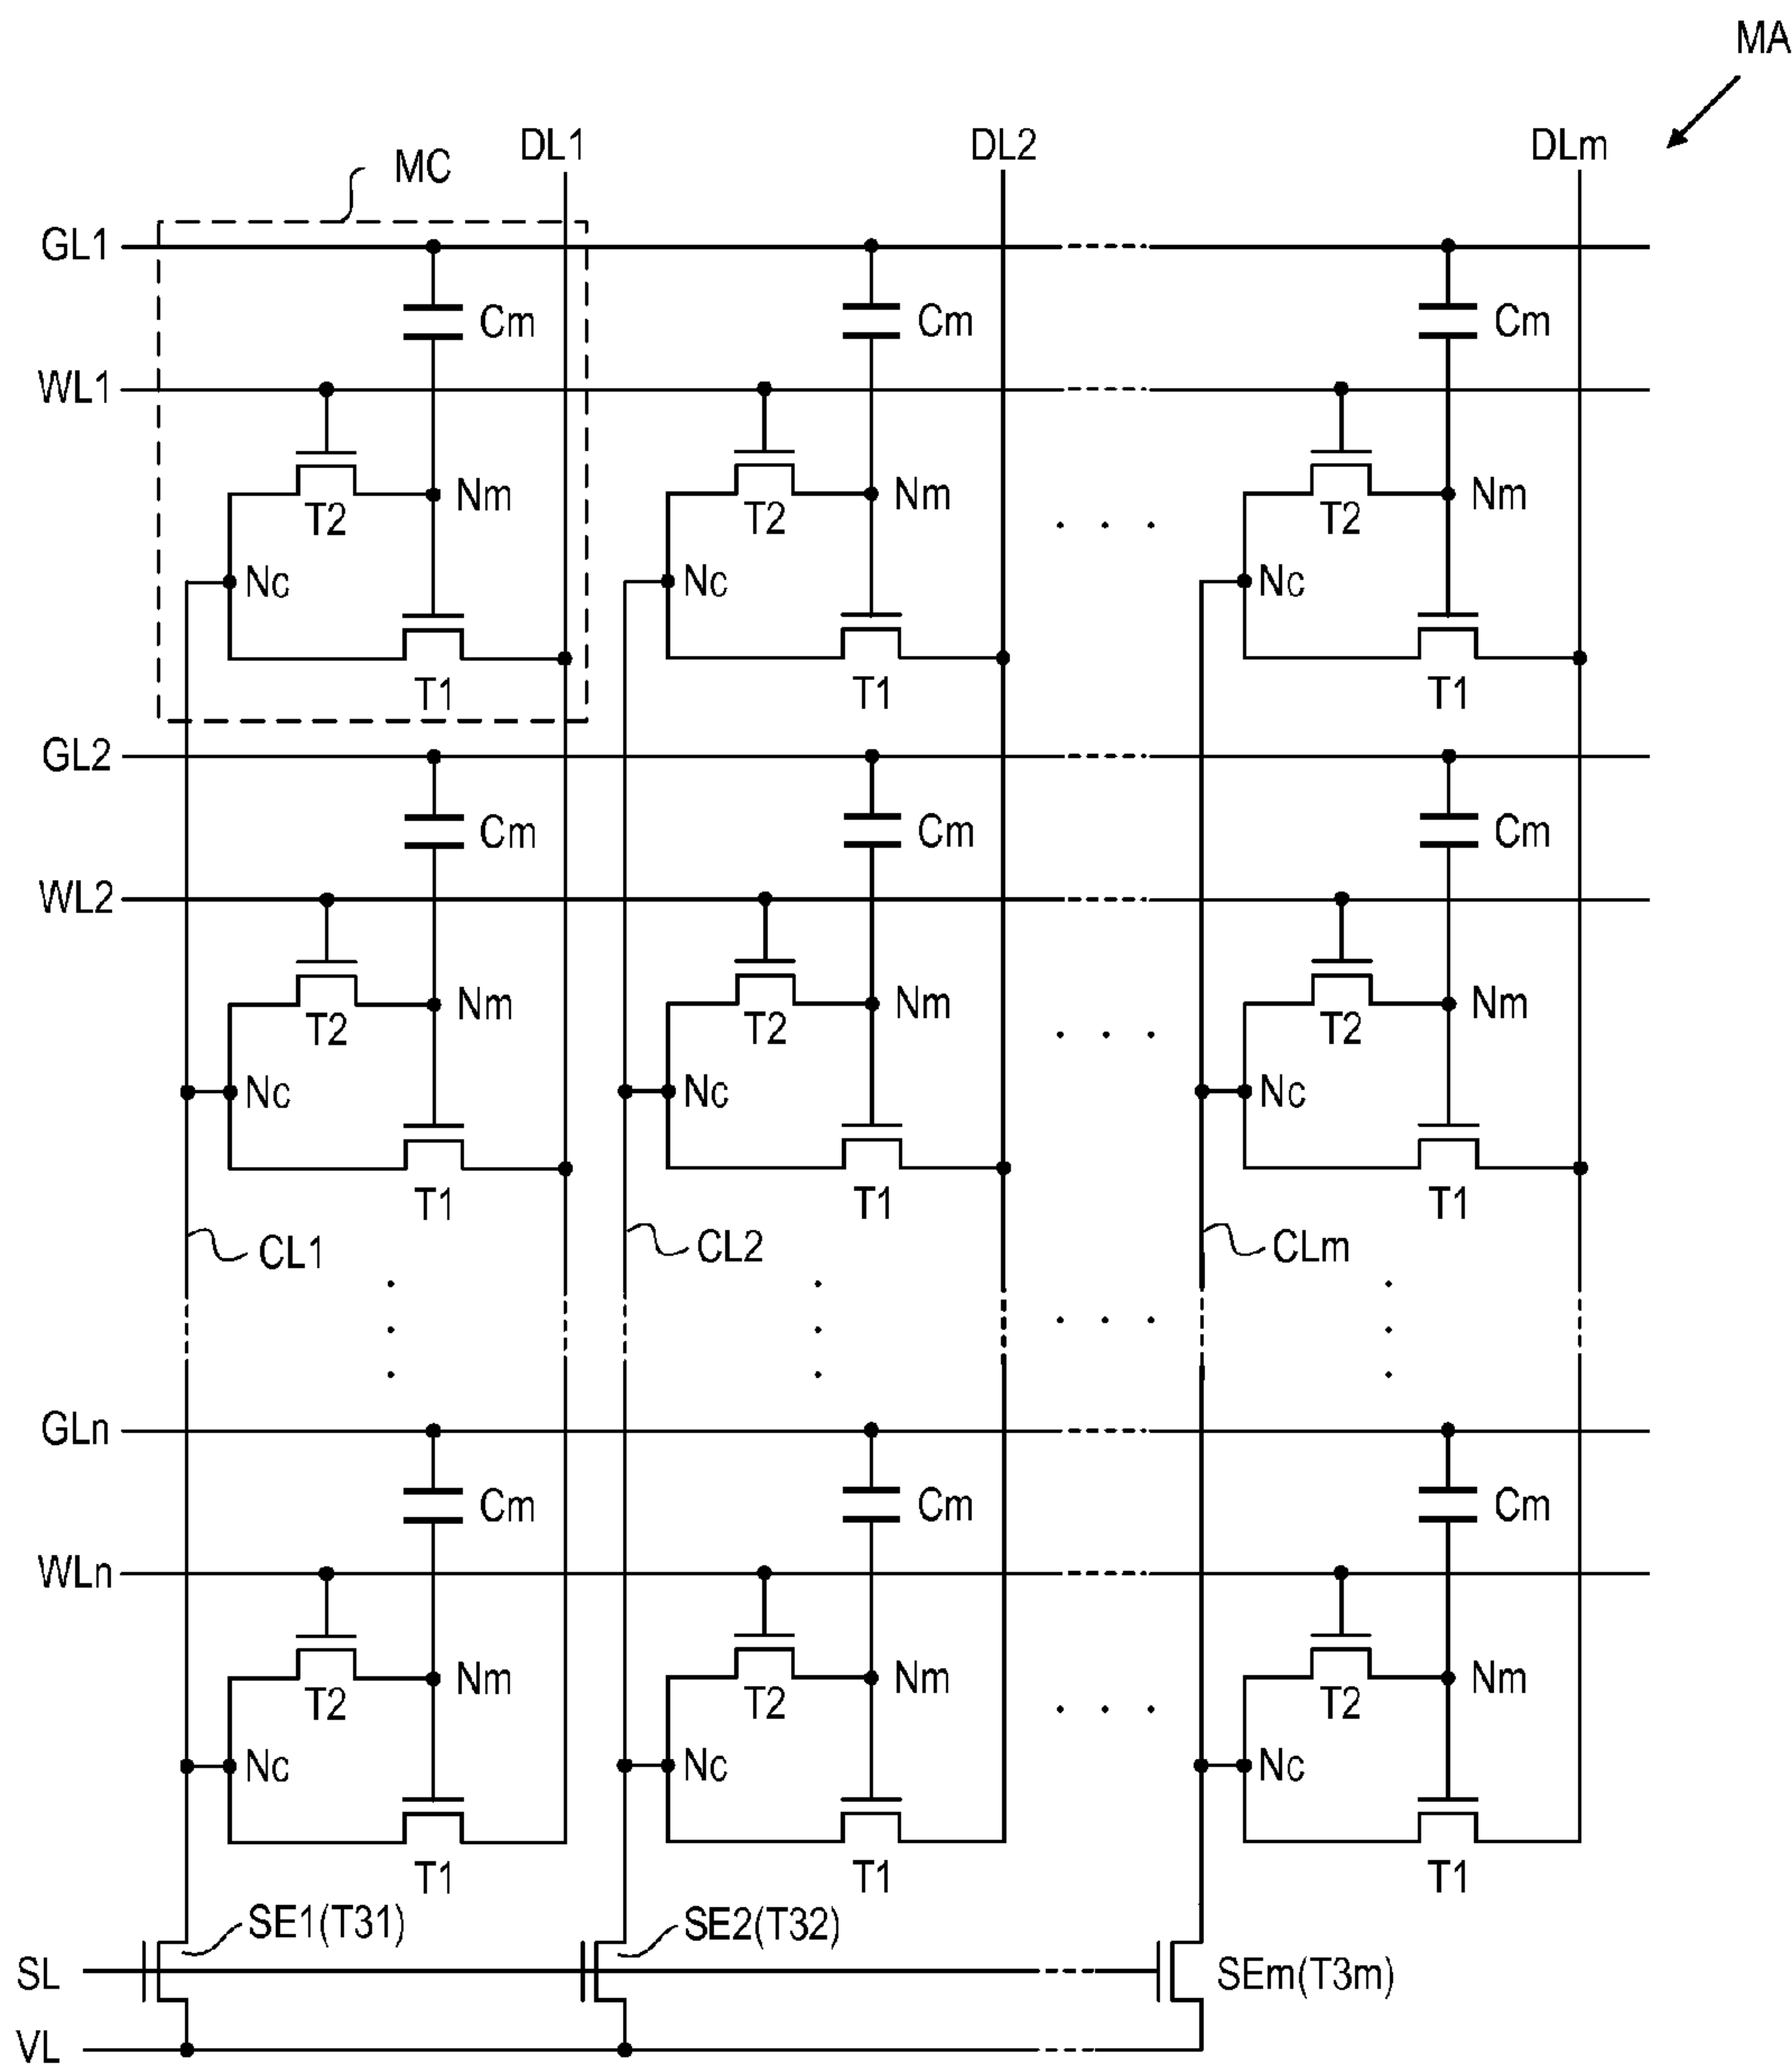 MA
DL1 DL2 DLm
MC
GL1
Cm Cm Cm
WL1
Nm Nm Nm
T2 T2 T2
. . .
Nc Nc Nc
T1 T1 T1
GL2
Cm Cm Cm
WL2
Nm Nm Nm
T2 T2 T2
. . .
Nc Nc Nc
T1 T1 T1
CL1 CL2 CLm
. . .
GLn
Cm Cm Cm
WLn
Nm Nm Nm
T2 T2 T2
. . .
Nc Nc Nc
T1 T1 T1
SE1(T31) SE2(T32)
SL SEm(T3m)
VL